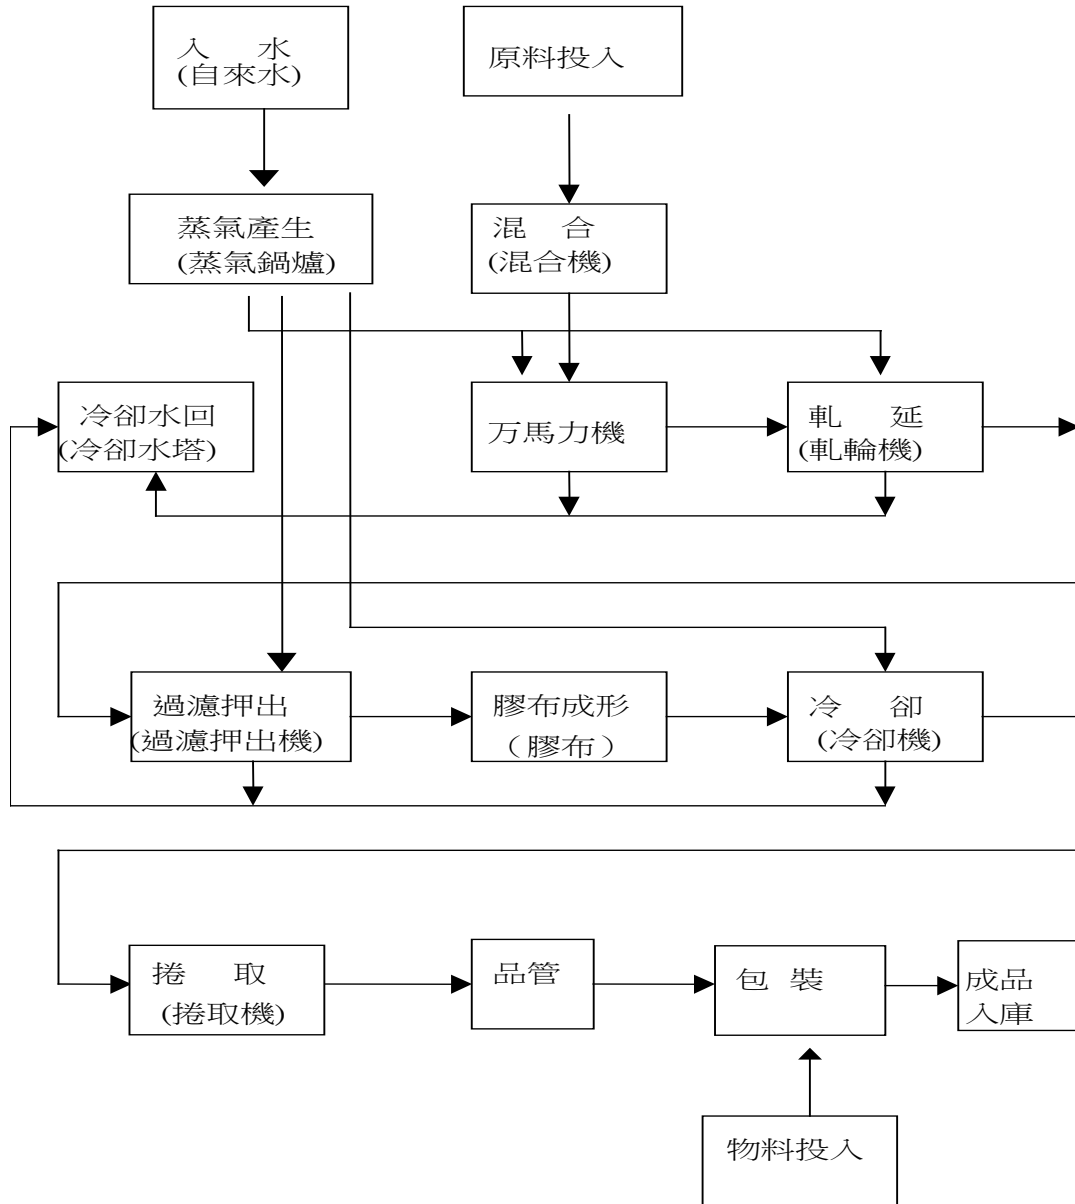 入 水
(自來水)
原料投入
蒸氣產生
(蒸氣鍋爐)
混 合
(混合機)
冷卻水回
(冷卻水塔)
万馬力機
軋 延
(軋輪機)
過濾押出
(過濾押出機)
膠布成形
（膠布）
冷 卻
(冷卻機)
捲 取
(捲取機)
品管
包 裝
成品
入庫
物料投入